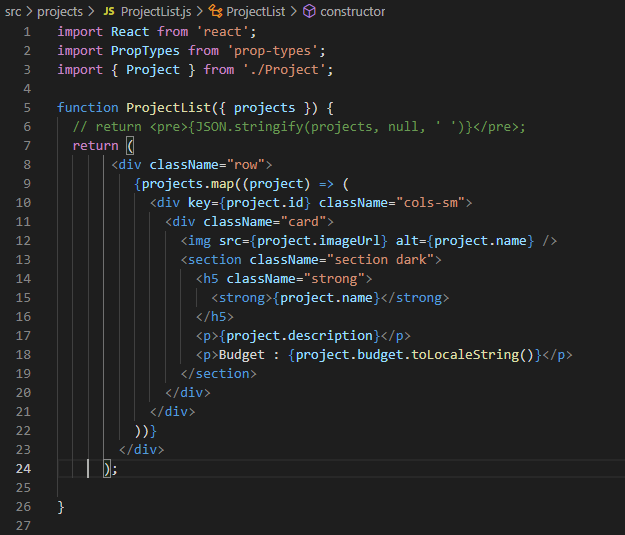 src > projects > JS ProjectList.js > ProjectList > constructor
1 import React from 'react';
2 import PropTypes from 'prop-types';
3 import { Project } from './Project';
4
5 function ProjectList({ projects }) {
6 // return <pre>{JSON.stringify(projects, null, ' ')}</pre>;
7 return (
8 <div className="row">
9 {projects.map((project) => (
10 <div key={project.id} className="cols-sm">
11 <div className="card">
12 <img src={project.imageUrl} alt={project.name} />
13 <section className="section dark">
14 <h5 className="strong">
15 <strong>{project.name}</strong>
16 </h5>
17 <p>{project.description}</p>
18 <p>Budget : {project.budget.toLocaleString()}</p>
19 </section>
20 </div>
21 </div>
22 ))}
23 </div>
24 );
25
26 }
27